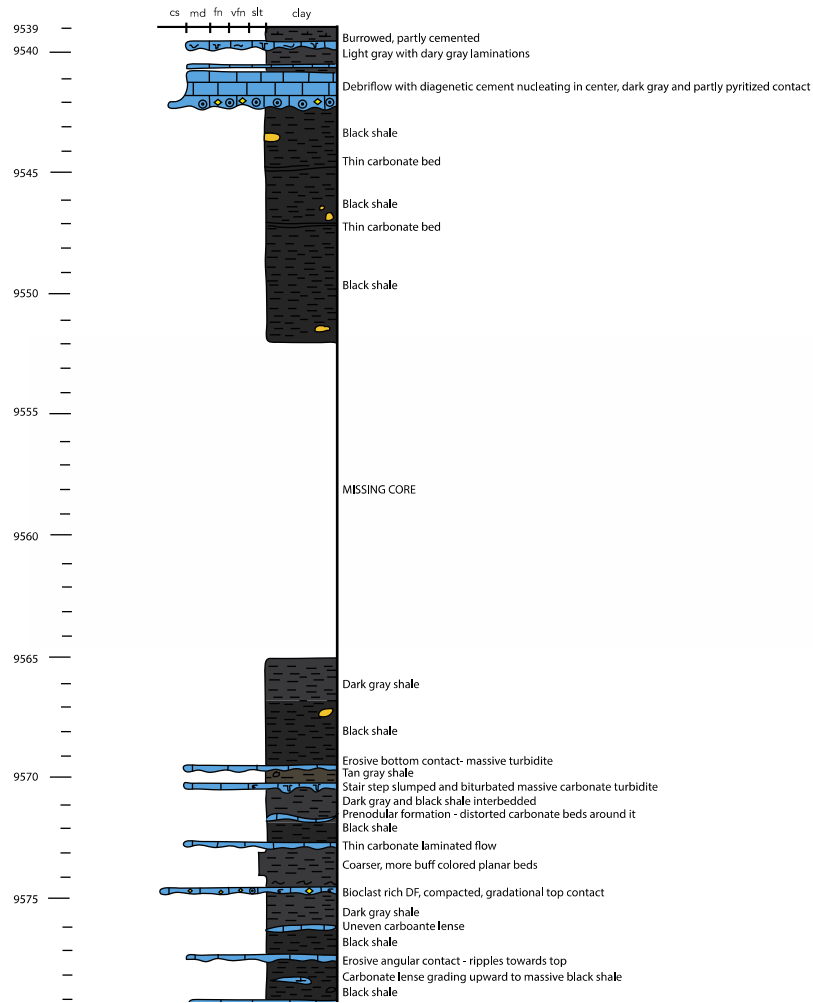 cs md fn vfn slt clay
9539
Burrowed, partly cemented
9540
Light gray with dary gray laminations
Debriflow with diagenetic cement nucleating in center, dark gray and partly pyritized contact
Black shale
Thin carbonate bed
9545
Black shale
Thin carbonate bed
Black shale
9550
9555
MISSING CORE
9560
9565
Dark gray shale
Black shale
Erosive bottom contact- massive turbidite
Tan gray shale
9570
Stair step slumped and biturbated massive carbonate turbidite
Dark gray and black shale interbedded
Prenodular formation - distorted carbonate beds around it
Black shale
Thin carbonate laminated flow
Coarser, more buff colored planar beds
Bioclast rich DF, compacted, gradational top contact
9575
Dark gray shale
Uneven carboante lense
Black shale
Erosive angular contact - ripples towards top
Carbonate lense grading upward to massive black shale
Black shale